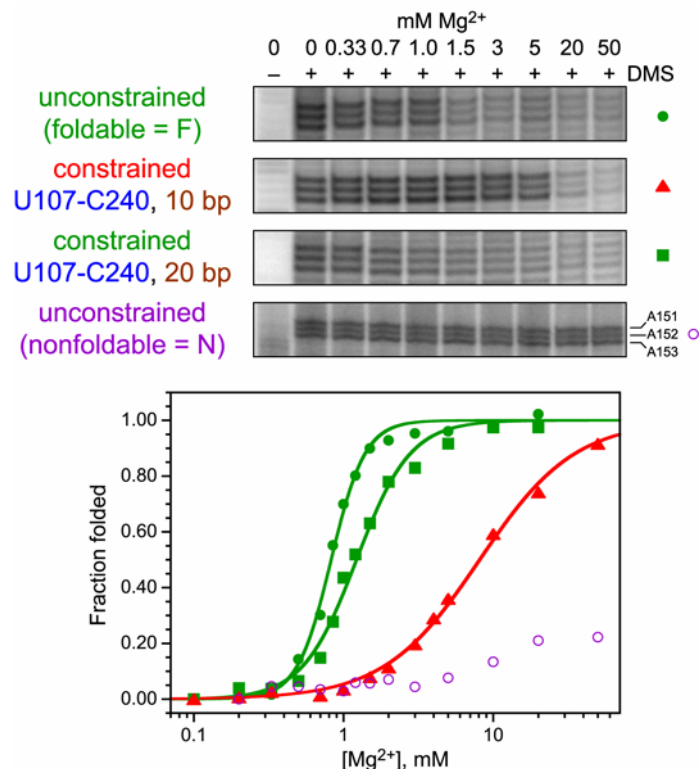 mM Mg2+
0 0 0.33 0.7 1.0 1.5 3 5 20 50
– + + + + + + + + + DMS
unconstrained
(foldable = F)
constrained
U107-C240, 10 bp
constrained
U107-C240, 20 bp
unconstrained
(nonfoldable = N)
A151
A152
A153
1.00
0.80
0.60
0.40
0.20
0.00
Fraction folded
0.1 1 10
[Mg2+], mM